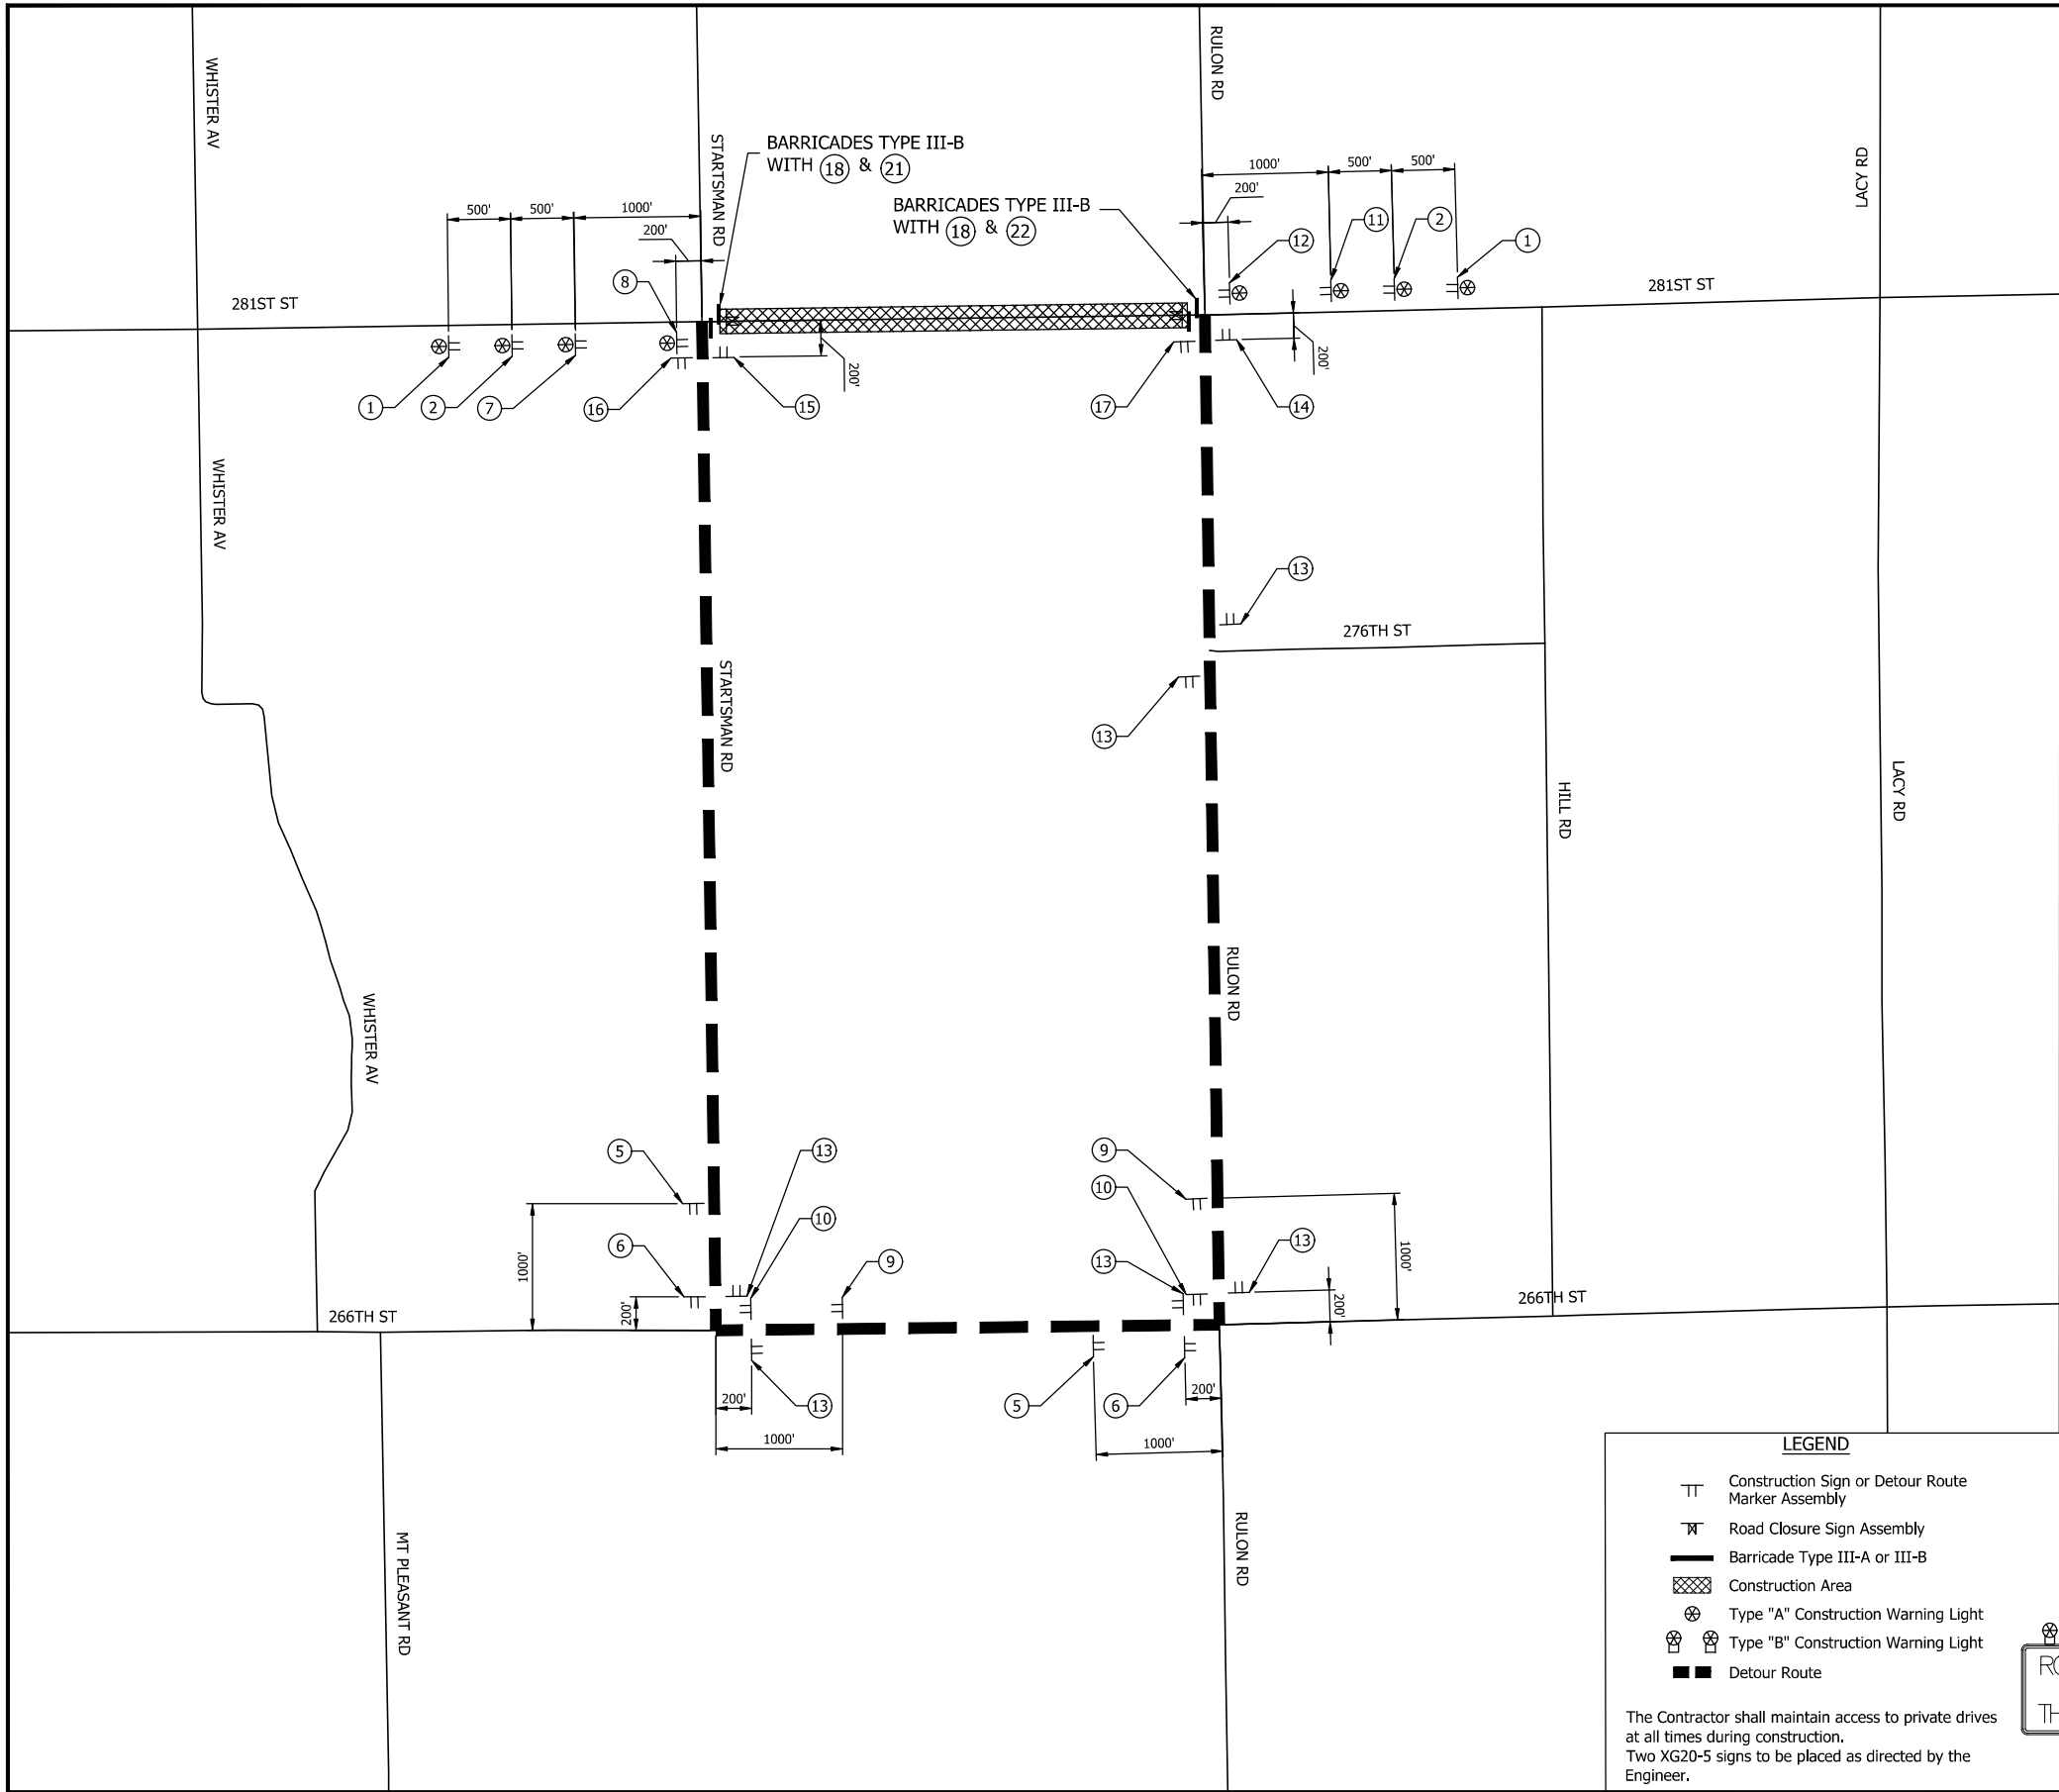 WHISTER AV
STARTSMAN RD
RULON RD
LACY RD
BARRICADES TYPE III-B
WITH 18 & 21
BARRICADES TYPE III-B
WITH 18 & 22
1000'
500'
500'
200'
500'
500'
1000'
200'
12
11
2
1
8
281ST ST
281ST ST
1
2
7
16
15
200'
17
14
200'
WHISTER AV
13
276TH ST
13
STARTSMAN RD
HILL RD
LACY RD
RULON RD
WHISTER AV
5
13
9
10
10
6
9
13
13
1000'
200'
1000'
200'
266TH ST
266TH ST
200'
13
1000'
5
6
200'
1000'
MT PLEASANT RD
RULON RD
LEGEND
Construction Sign or Detour Route
Marker Assembly
Road Closure Sign Assembly
Barricade Type III-A or III-B
Construction Area
Type "A" Construction Warning Light
Type "B" Construction Warning Light
Detour Route
The Contractor shall maintain access to private drives
at all times during construction.
Two XG20-5 signs to be placed as directed by the
Engineer.